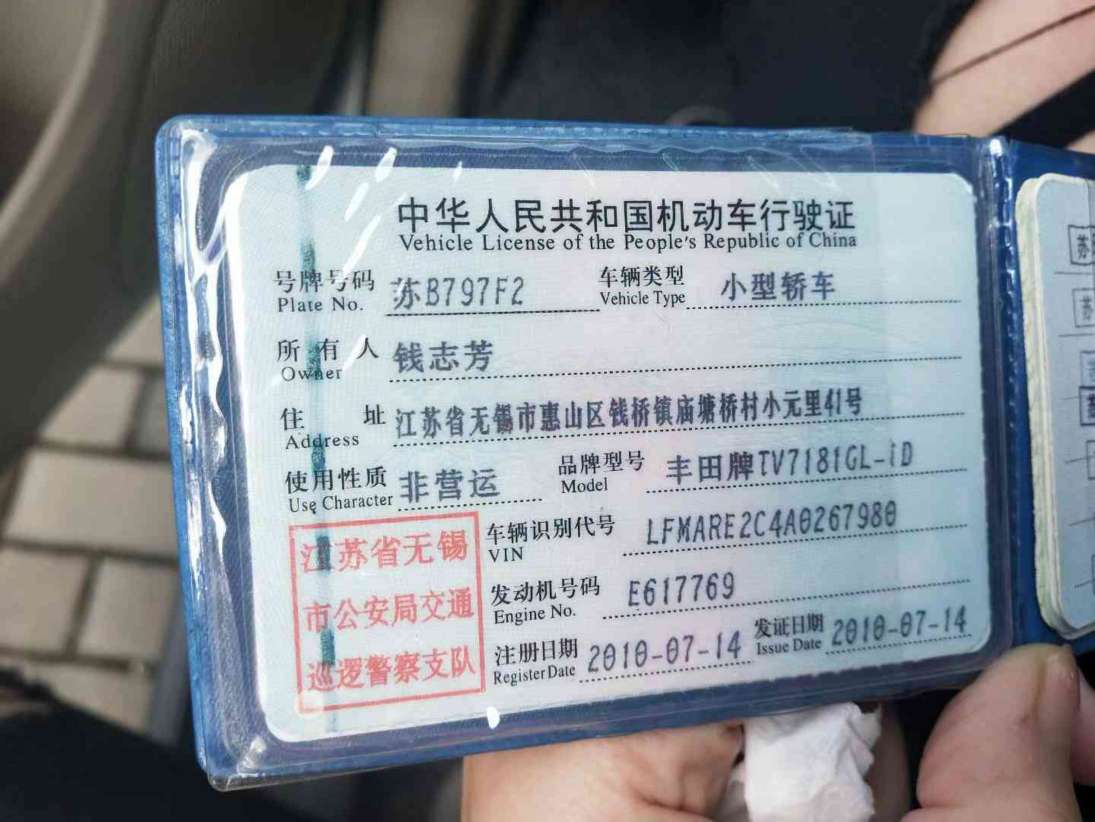 中华人民共和国机动车行驶证
Vehicle License of the People's Republic of China
号牌号码 苏B797F2 车辆类型 小型轿车
Plate No. Vehicle Type
所有人 钱志芳
Owner
住址 江苏省无锡市惠山区钱桥镇庙塘桥村小元里41号
Address
使用性质 非营运 品牌型号 丰田牌TV7181GL-iD
Use Character Model
江苏省无锡
市公安局交通
巡逻警察支队
车辆识别代号 LFMARE2C4A0267980
VIN
发动机号码 E617769
Engine No.
注册日期 2010-07-14 发证日期 2010-07-14
Register Date Issue Date
苏